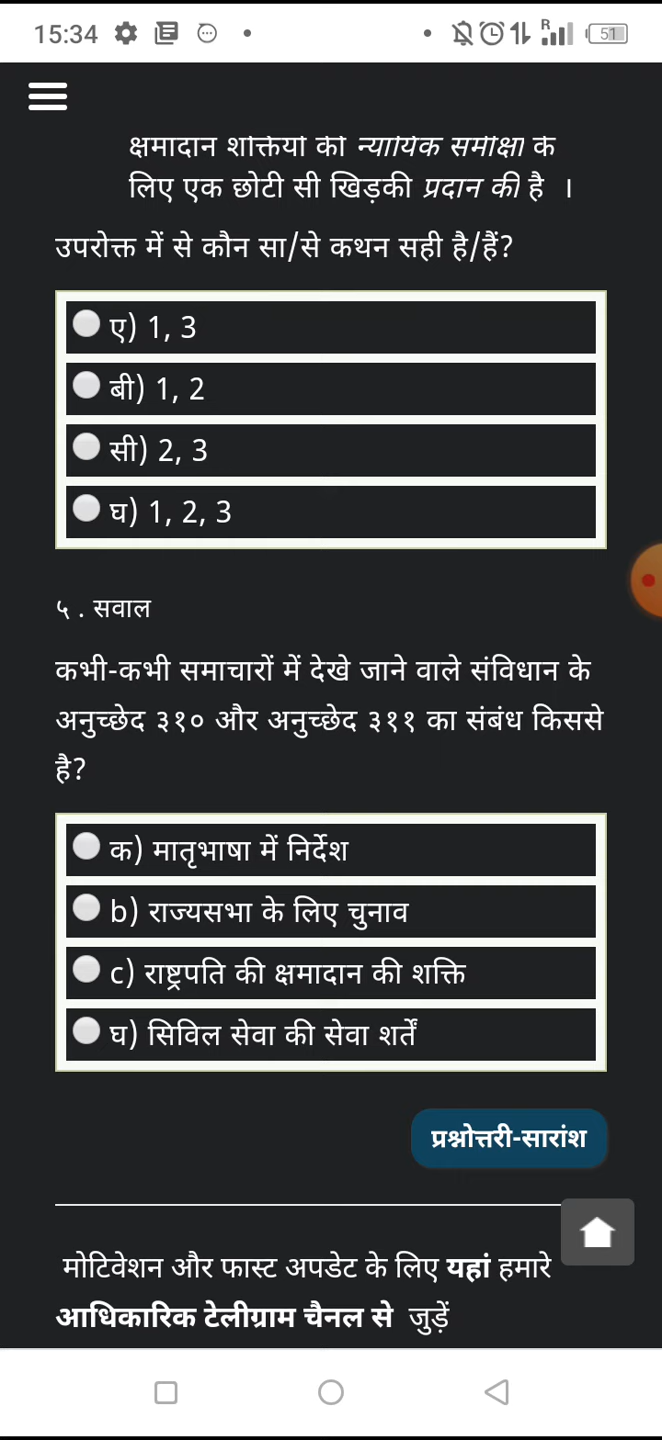 15:34
R
51
क्षमादान शक्तियों की न्यायिक समीक्षा के
लिए एक छोटी सी खिड़की प्रदान की है ।
उपरोक्त में से कौन सा/से कथन सही है/हैं?
ए) 1, 3
बी) 1, 2
सी) 2, 3
घ) 1, 2, 3
५ . सवाल
कभी-कभी समाचारों में देखे जाने वाले संविधान के
अनुच्छेद ३१० और अनुच्छेद ३११ का संबंध किससे
है?
क) मातृभाषा में निर्देश
b) राज्यसभा के लिए चुनाव
c) राष्ट्रपति की क्षमादान की शक्ति
घ) सिविल सेवा की सेवा शर्तें
प्रश्नोत्तरी-सारांश
मोटिवेशन और फास्ट अपडेट के लिए यहां हमारे
आधिकारिक टेलीग्राम चैनल से जुड़ें